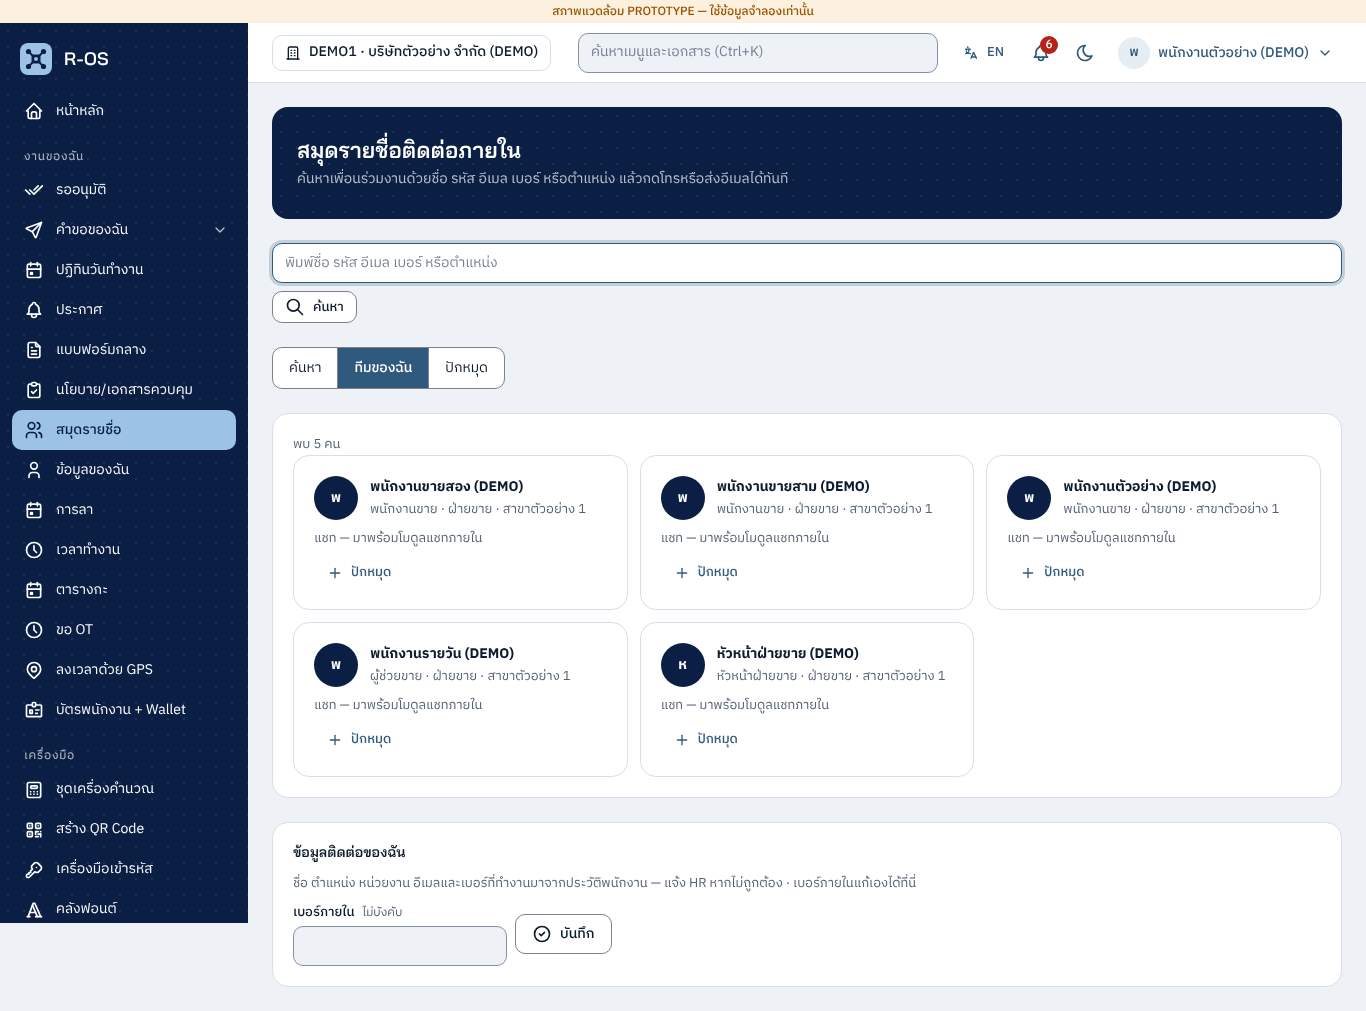 สภาพแวดล้อม PROTOTYPE — ใช้ข้อมูลจำลองเท่านั้น
R-OS
DEMO1 · บริษัทตัวอย่าง จำกัด (DEMO)
ค้นหาเมนูและเอกสาร (Ctrl+K)
EN
6
พ
พนักงานตัวอย่าง (DEMO)
หน้าหลัก
งานของฉัน
รออนุมัติ
คำขอของฉัน
ปฏิทินวันทำงาน
ประกาศ
แบบฟอร์มกลาง
นโยบาย/เอกสารควบคุม
สมุดรายชื่อ
ข้อมูลของฉัน
การลา
เวลาทำงาน
ตารางกะ
ขอ OT
ลงเวลาด้วย GPS
บัตรพนักงาน + Wallet
เครื่องมือ
ชุดเครื่องคำนวณ
สร้าง QR Code
เครื่องมือเข้ารหัส
คลังฟอนต์
สมุดรายชื่อติดต่อภายใน
ค้นหาเพื่อนร่วมงานด้วยชื่อ รหัส อีเมล เบอร์ หรือตำแหน่ง แล้วกดโทรหรือส่งอีเมลได้ทันที
พิมพ์ชื่อ รหัส อีเมล เบอร์ หรือตำแหน่ง
ค้นหา
ค้นหา
ทีมของฉัน
ปักหมุด
พบ 5 คน
พ
พนักงานขายสอง (DEMO)
พนักงานขาย · ฝ่ายขาย · สาขาตัวอย่าง 1
แชท — มาพร้อมโมดูลแชทภายใน
ปักหมุด
พ
พนักงานขายสาม (DEMO)
พนักงานขาย · ฝ่ายขาย · สาขาตัวอย่าง 1
แชท — มาพร้อมโมดูลแชทภายใน
ปักหมุด
พ
พนักงานตัวอย่าง (DEMO)
พนักงานขาย · ฝ่ายขาย · สาขาตัวอย่าง 1
แชท — มาพร้อมโมดูลแชทภายใน
ปักหมุด
พ
พนักงานรายวัน (DEMO)
ผู้ช่วยขาย · ฝ่ายขาย · สาขาตัวอย่าง 1
แชท — มาพร้อมโมดูลแชทภายใน
ปักหมุด
ห
หัวหน้าฝ่ายขาย (DEMO)
หัวหน้าฝ่ายขาย · ฝ่ายขาย · สาขาตัวอย่าง 1
แชท — มาพร้อมโมดูลแชทภายใน
ปักหมุด
ข้อมูลติดต่อของฉัน
ชื่อ ตำแหน่ง หน่วยงาน อีเมลและเบอร์ที่ทำงานมาจากประวัติพนักงาน — แจ้ง HR หากไม่ถูกต้อง · เบอร์ภายในแก้เองได้ที่นี่
เบอร์ภายใน ไม่บังคับ
บันทึก